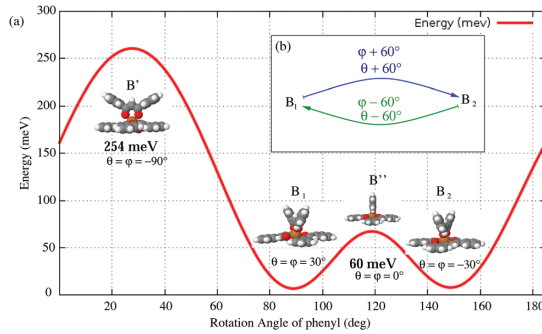 (a)
300
250
200
150
100
50
0
Energy (meV)
Energy (mev)
(b)
φ + 60°
θ + 60°
B1
B2
φ − 60°
θ − 60°
B'
254 meV
θ = φ = −90°
B1
θ = φ = 30°
B''
60 meV
θ = φ = 0°
B2
θ = φ = −30°
0 20 40 60 80 100 120 140 160 180
Rotation Angle of phenyl (deg)